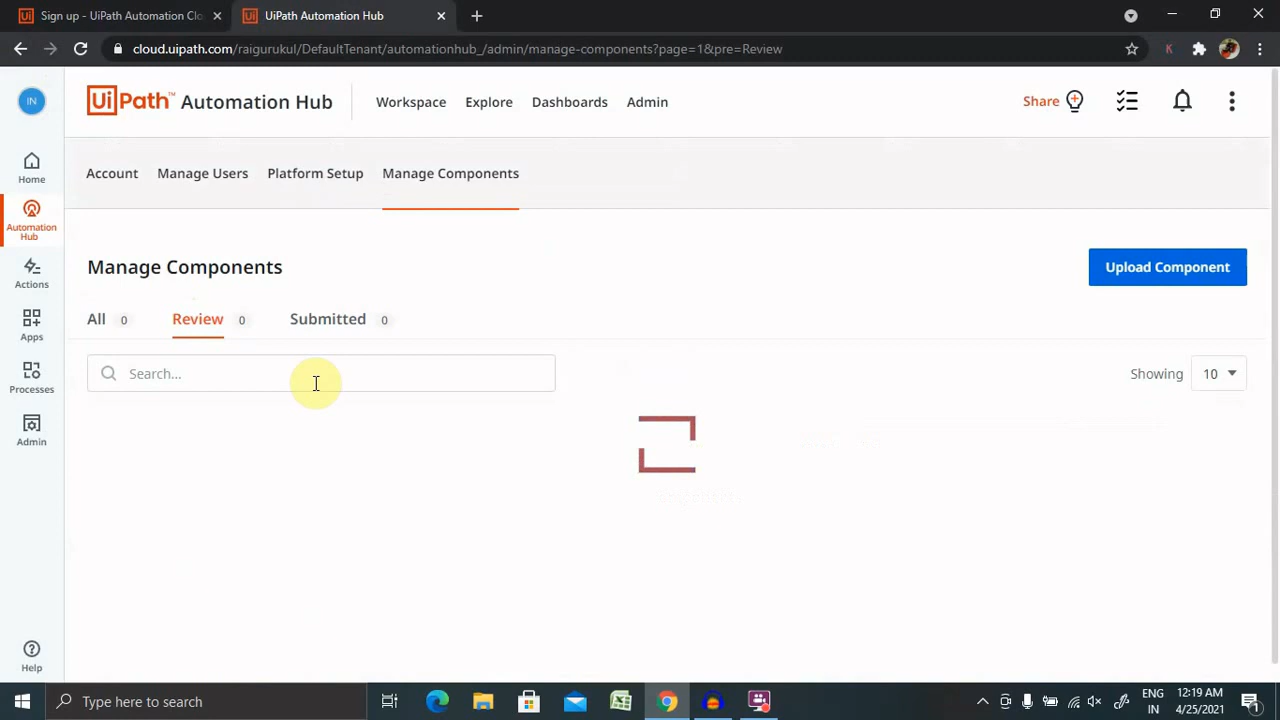 Sign up - UiPath Automation Clo
UiPath Automation Hub
cloud.uipath.com/raigurukul/DefaultTenant/automationhub_/admin/manage-components?page=1&pre=Review
K
IN
UiPath™ Automation Hub
Workspace
Explore
Dashboards
Admin
Share
Home
Automation
Hub
Actions
Apps
Processes
Admin
Help
Account
Manage Users
Platform Setup
Manage Components
Manage Components
Upload Component
All 0
Review 0
Submitted 0
Search...
Showing 10
Type here to search
ENG
IN
12:19 AM
4/25/2021
1